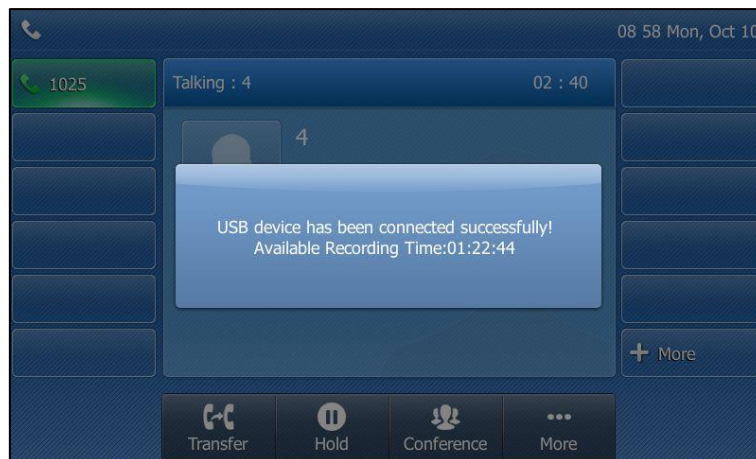 08 58 Mon, Oct 10
1025
Talking : 4
02 : 40
4
USB device has been connected successfully!
Available Recording Time:01:22:44
+ More
Transfer
Hold
Conference
More